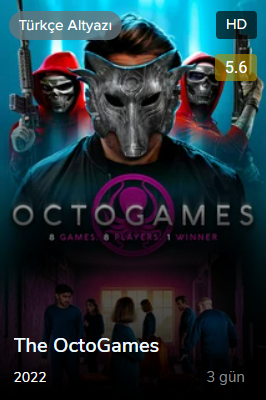 Türkçe Altyazı
HD
5.6
OCTOGAMES
8 GAMES. 8 PLAYERS. 1 WINNER
The OctoGames
2022
3 gün